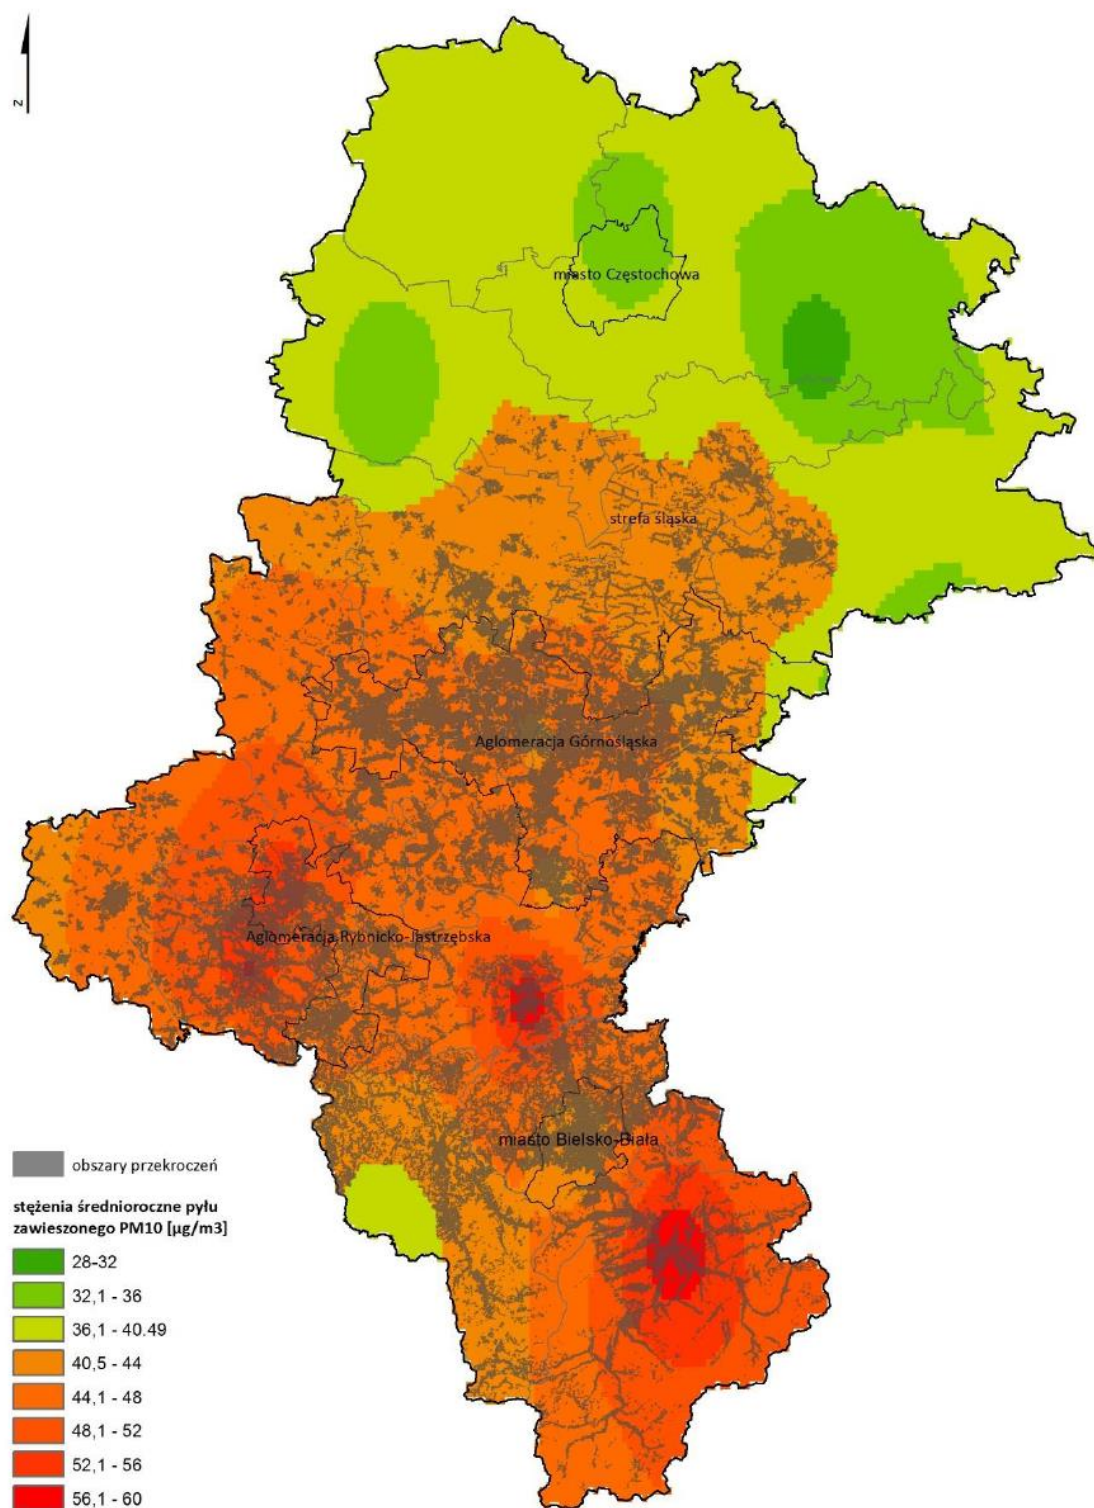 z
miasto Częstochowa
strefa śląska
Aglomeracja Górnośląska
Aglomeracja Rybnicko-Jastrzębska
miasto Bielsko-Biała
obszary przekroczeń
stężenia średnioroczne pyłu
zawieszonego PM10 [µg/m3]
28-32
32,1 - 36
36,1 - 40.49
40,5 - 44
44,1 - 48
48,1 - 52
52,1 - 56
56,1 - 60